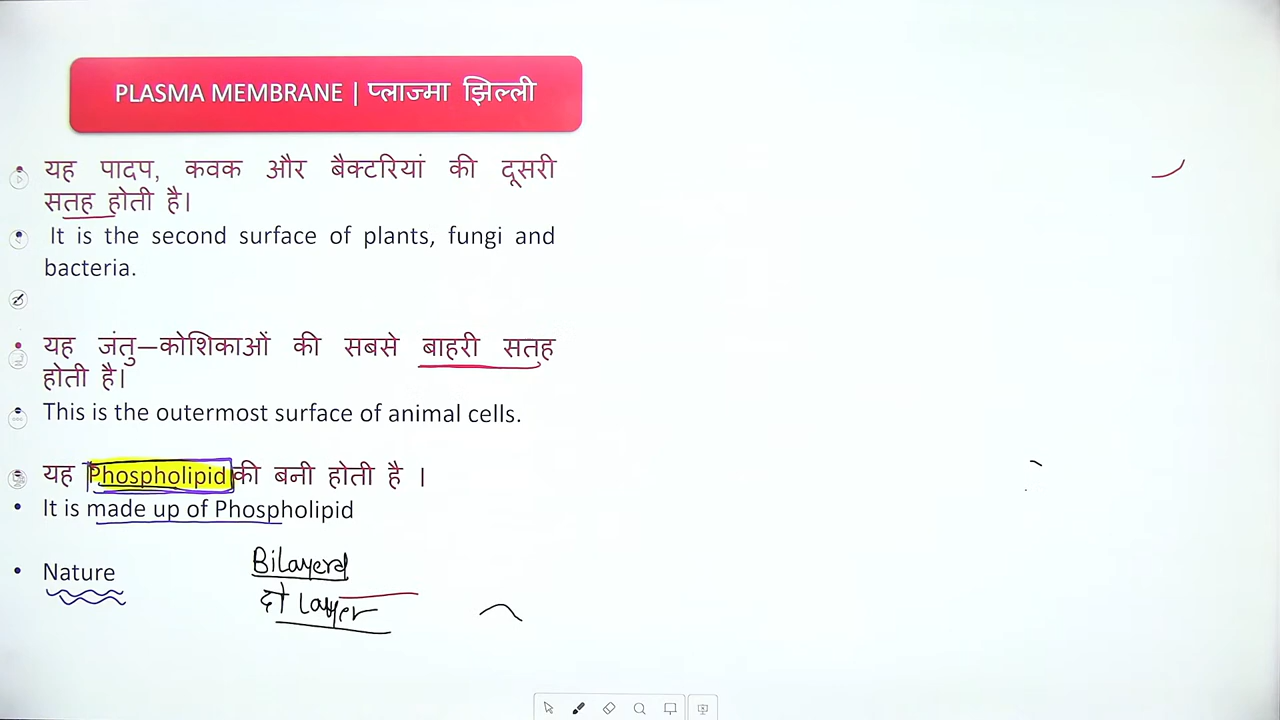 PLASMA MEMBRANE | प्लाज्मा झिल्ली
यह पादप, कवक और बैक्टरियां की दूसरी
सतह होती है।
It is the second surface of plants, fungi and
bacteria.
यह जंतु–कोशिकाओं की सबसे बाहरी सतह
होती है।
This is the outermost surface of animal cells.
यह Phospholipid की बनी होती है ।
It is made up of Phospholipid
Nature
Bilayerd
दो Layer